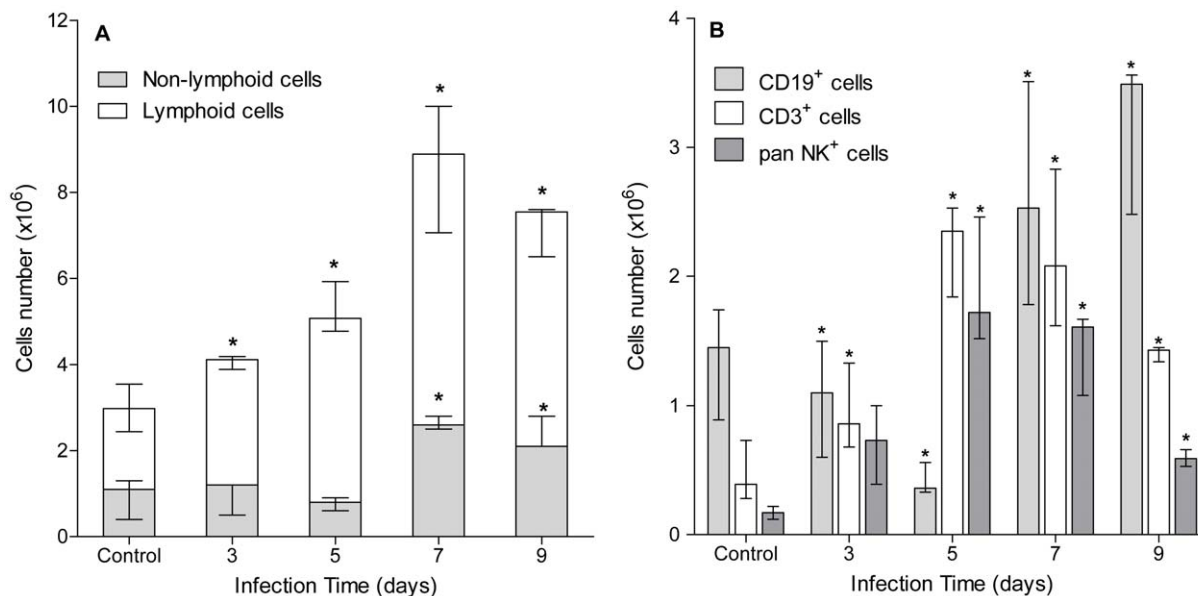 A
Non-lymphoid cells
Lymphoid cells
12
10
8
6
4
2
0
Cells number (x10⁶)
* * * * * *
Control 3 5 7 9
Infection Time (days)
B
CD19⁺ cells
CD3⁺ cells
pan NK⁺ cells
4
3
2
1
0
Cells number (x10⁶)
* * * * * * * * * * *
Control 3 5 7 9
Infection Time (days)